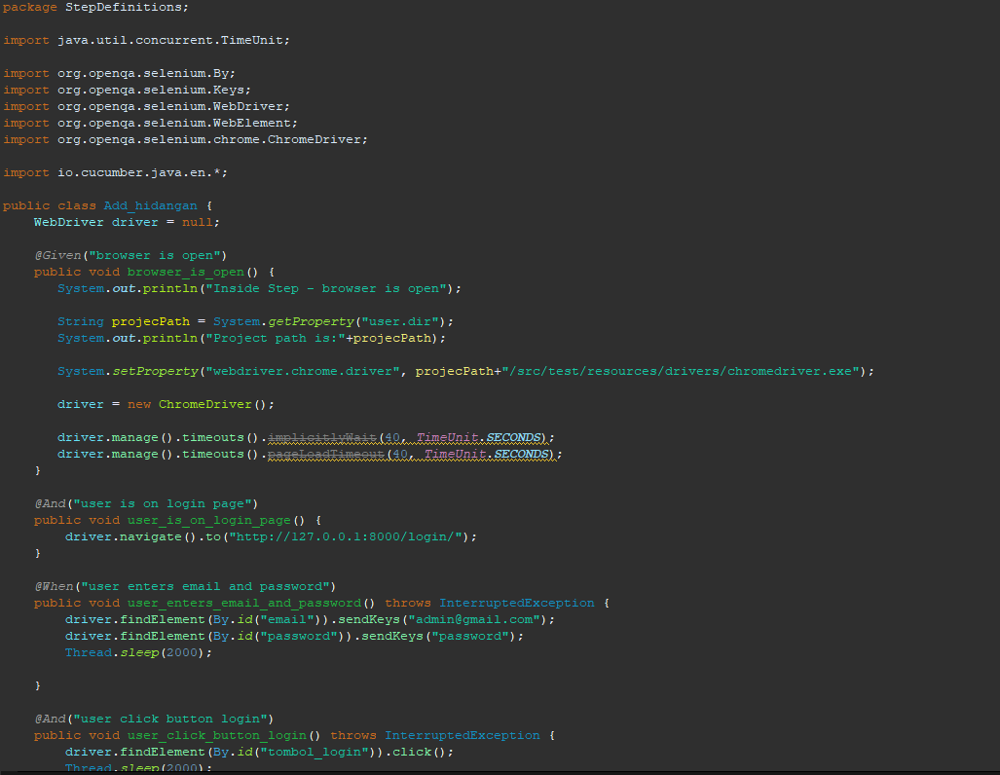 package StepDefinitions;
import java.util.concurrent.TimeUnit;
import org.openqa.selenium.By;
import org.openqa.selenium.Keys;
import org.openqa.selenium.WebDriver;
import org.openqa.selenium.WebElement;
import org.openqa.selenium.chrome.ChromeDriver;
import io.cucumber.java.en.*;
public class Add_hidangan {
WebDriver driver = null;
@Given("browser is open")
public void browser_is_open() {
System.out.println("Inside Step - browser is open");
String projecPath = System.getProperty("user.dir");
System.out.println("Project path is:"+projecPath);
System.setProperty("webdriver.chrome.driver", projecPath+"/src/test/resources/drivers/chromedriver.exe");
driver = new ChromeDriver();
driver.manage().timeouts().implicitlyWait(40, TimeUnit.SECONDS);
driver.manage().timeouts().pageLoadTimeout(40, TimeUnit.SECONDS);
}
@And("user is on login page")
public void user_is_on_login_page() {
driver.navigate().to("http://127.0.0.1:8000/login/");
}
@When("user enters email and password")
public void user_enters_email_and_password() throws InterruptedException {
driver.findElement(By.id("email")).sendKeys("admin@gmail.com");
driver.findElement(By.id("password")).sendKeys("password");
Thread.sleep(2000);
}
@And("user click button login")
public void user_click_button_login() throws InterruptedException {
driver.findElement(By.id("tombol_login")).click();
Thread.sleep(2000);